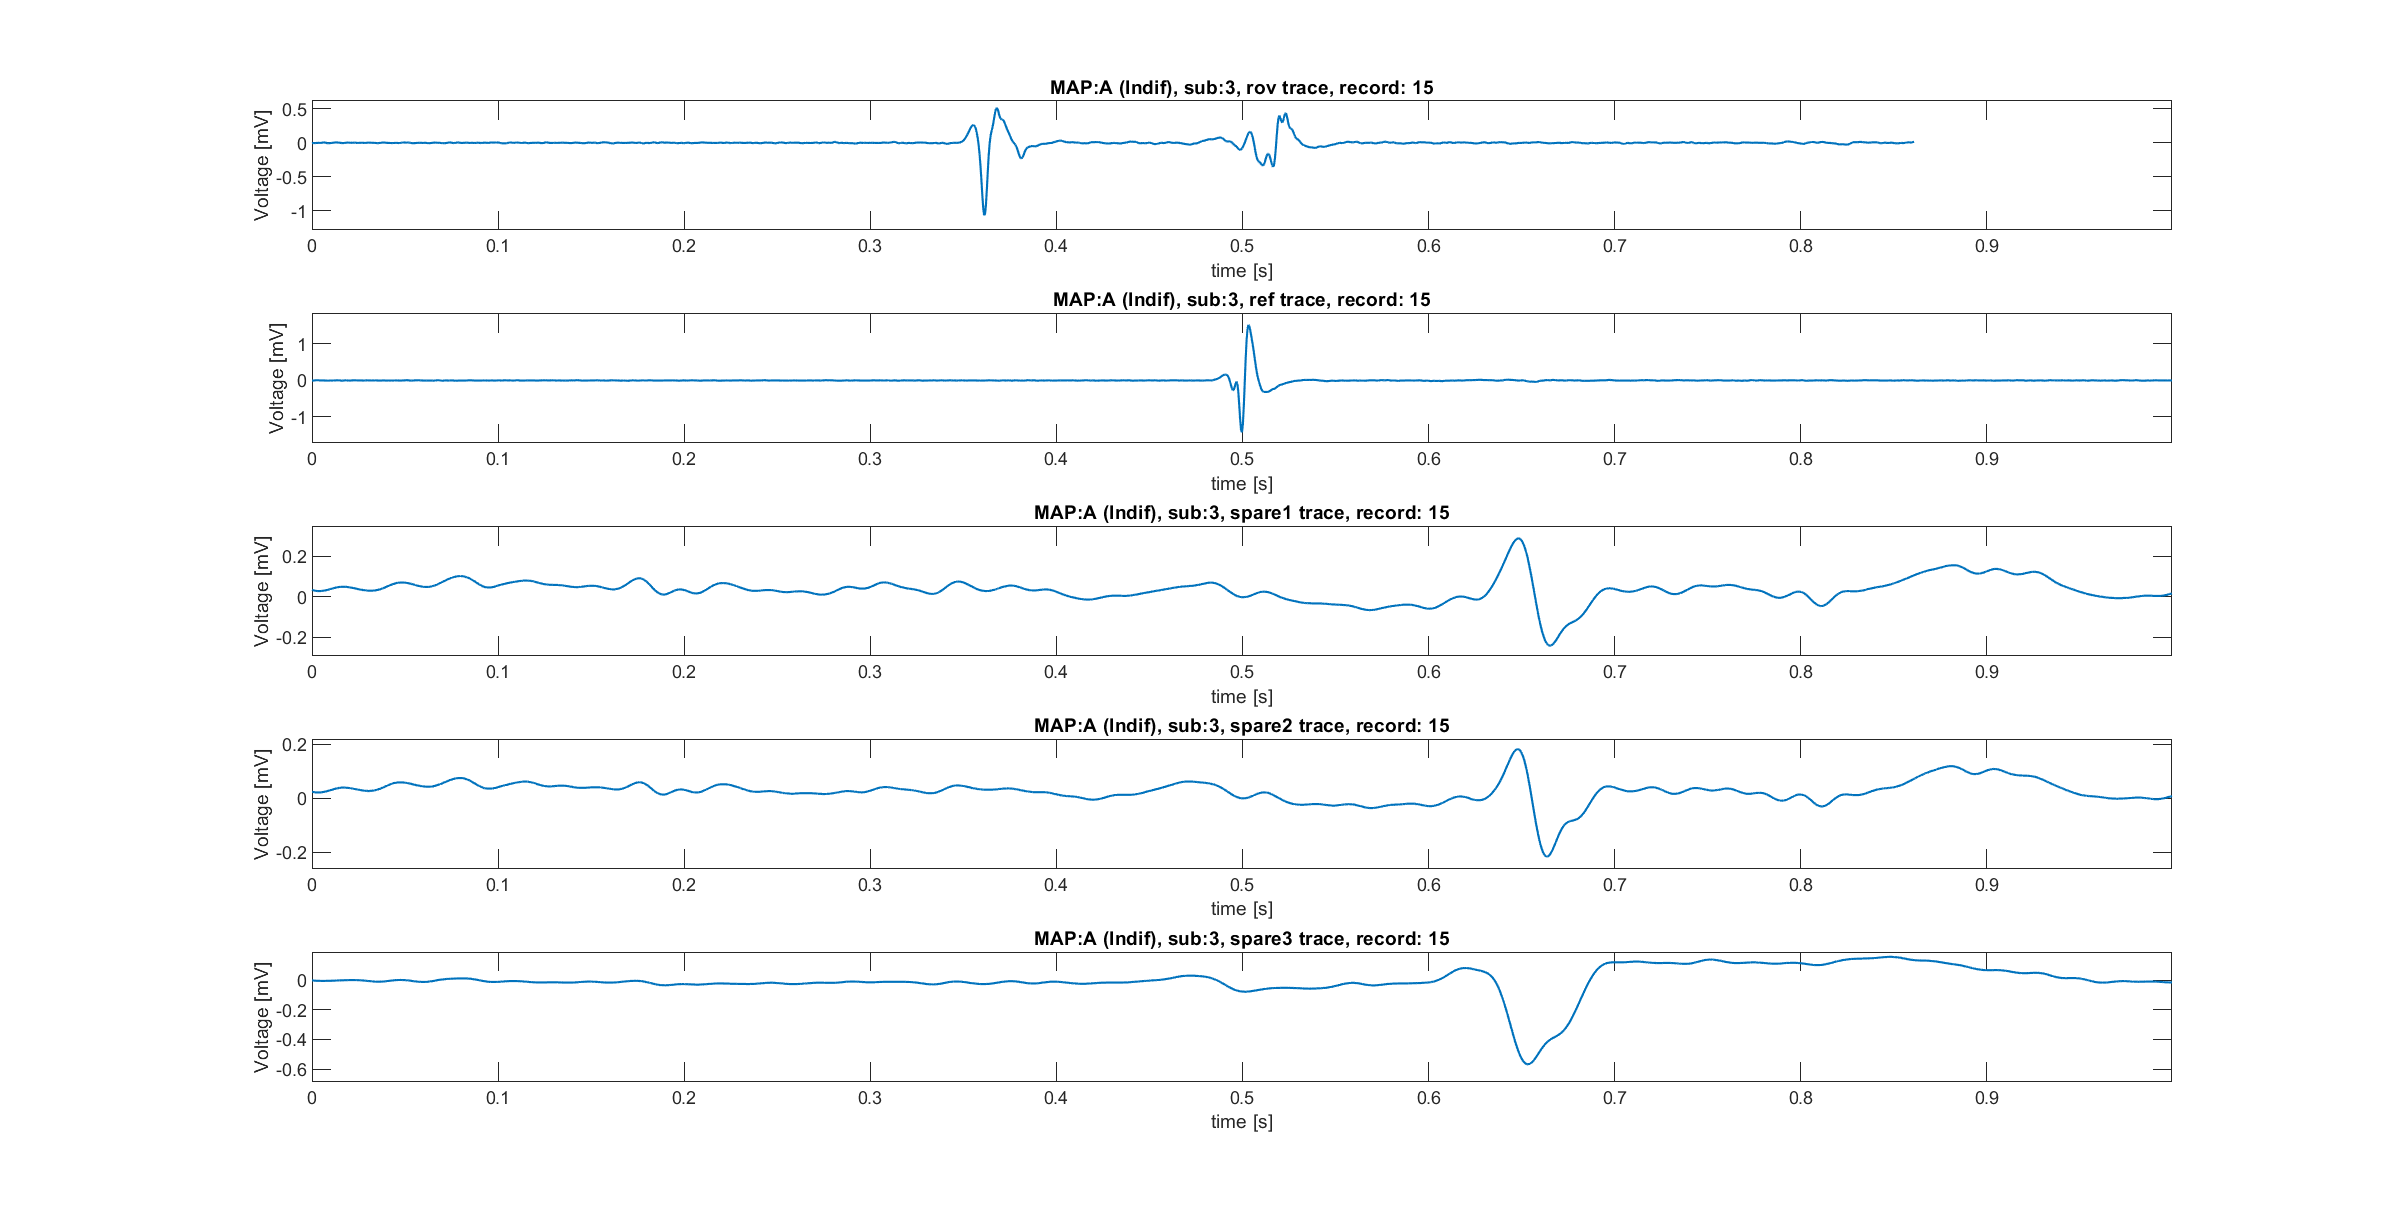 MAP:A (Indif), sub:3, rov trace, record: 15
Voltage [mV]
0.5
0
-0.5
-1
0 0.1 0.2 0.3 0.4 0.5 0.6 0.7 0.8 0.9
time [s]
MAP:A (Indif), sub:3, ref trace, record: 15
Voltage [mV]
1
0
-1
0 0.1 0.2 0.3 0.4 0.5 0.6 0.7 0.8 0.9
time [s]
MAP:A (Indif), sub:3, spare1 trace, record: 15
Voltage [mV]
0.2
0
-0.2
0 0.1 0.2 0.3 0.4 0.5 0.6 0.7 0.8 0.9
time [s]
MAP:A (Indif), sub:3, spare2 trace, record: 15
Voltage [mV]
0.2
0
-0.2
0 0.1 0.2 0.3 0.4 0.5 0.6 0.7 0.8 0.9
time [s]
MAP:A (Indif), sub:3, spare3 trace, record: 15
Voltage [mV]
0
-0.2
-0.4
-0.6
0 0.1 0.2 0.3 0.4 0.5 0.6 0.7 0.8 0.9
time [s]